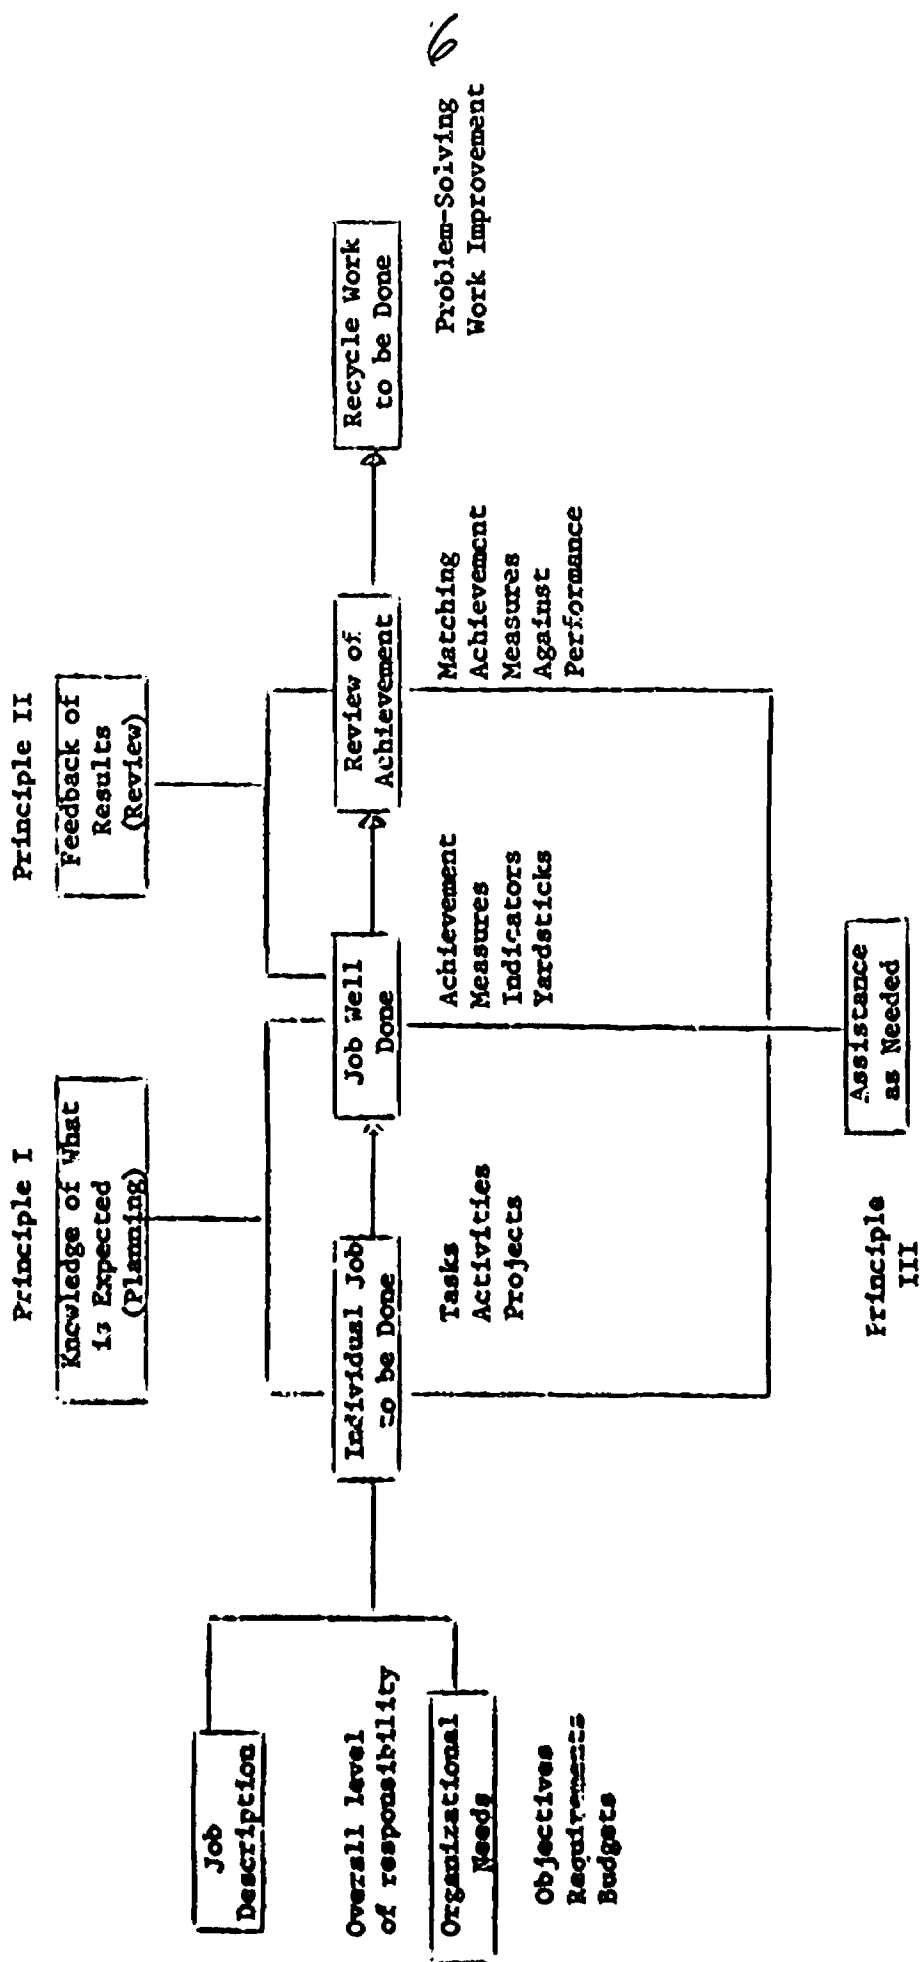 Principle I
Knowledge of What
is Expected
(Planning)
Principle II
Feedback of
Results
(Review)
Job
Description
Overall level
of responsibility
Organizational
Needs
Objectives
Requirements
Budgets
Individual Job
to be Done
Tasks
Activities
Projects
Job Well
Done
Achievement
Measures
Indicators
Yardsticks
Review of
Achievement
Matching
Achievement
Measures
Against
Performance
Recycle Work
to be Done
Problem-Solving
Work Improvement
Principle
III
Assistance
as Needed
6